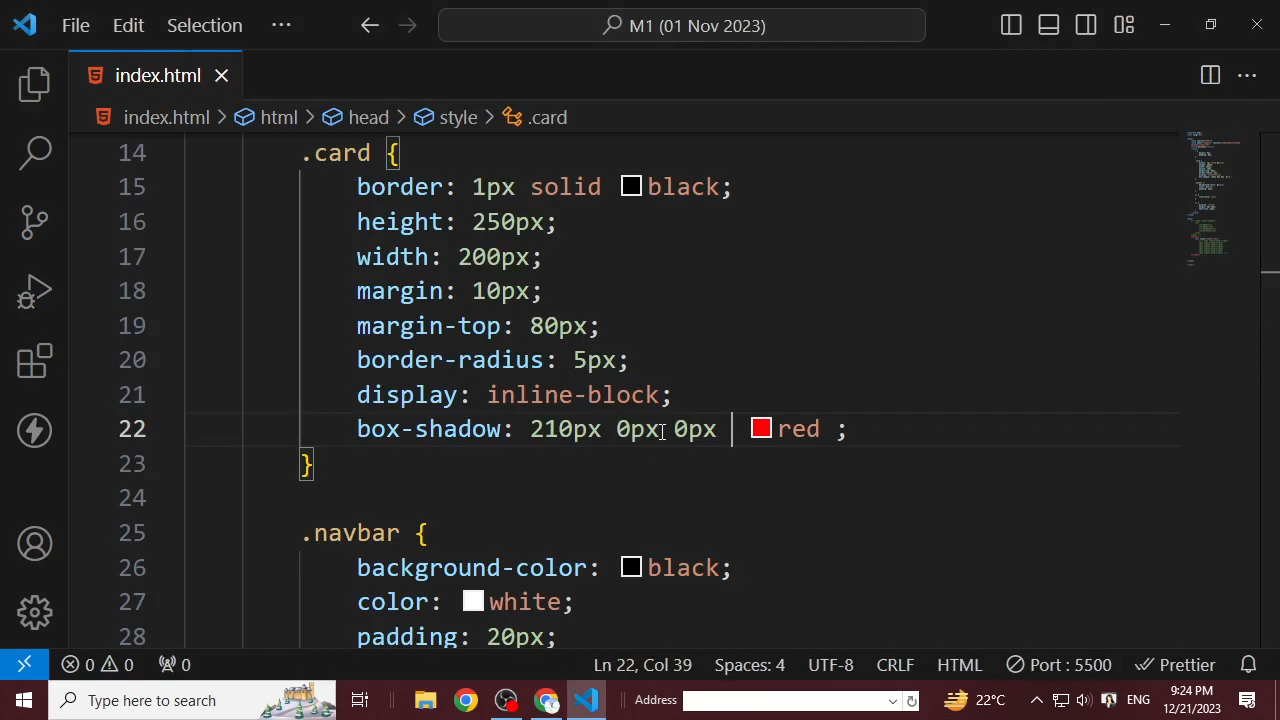 File Edit Selection ··· M1 (01 Nov 2023)
index.html
index.html > html > head > style > .card
14 .card {
15 border: 1px solid black;
16 height: 250px;
17 width: 200px;
18 margin: 10px;
19 margin-top: 80px;
20 border-radius: 5px;
21 display: inline-block;
22 box-shadow: 210px 0px 0px red ;
23 }
24
25 .navbar {
26 background-color: black;
27 color: white;
28 padding: 20px;
0 0 0 Ln 22, Col 39 Spaces: 4 UTF-8 CRLF HTML Port : 5500 Prettier
Type here to search Address 22°C ENG 9:24 PM
12/21/2023